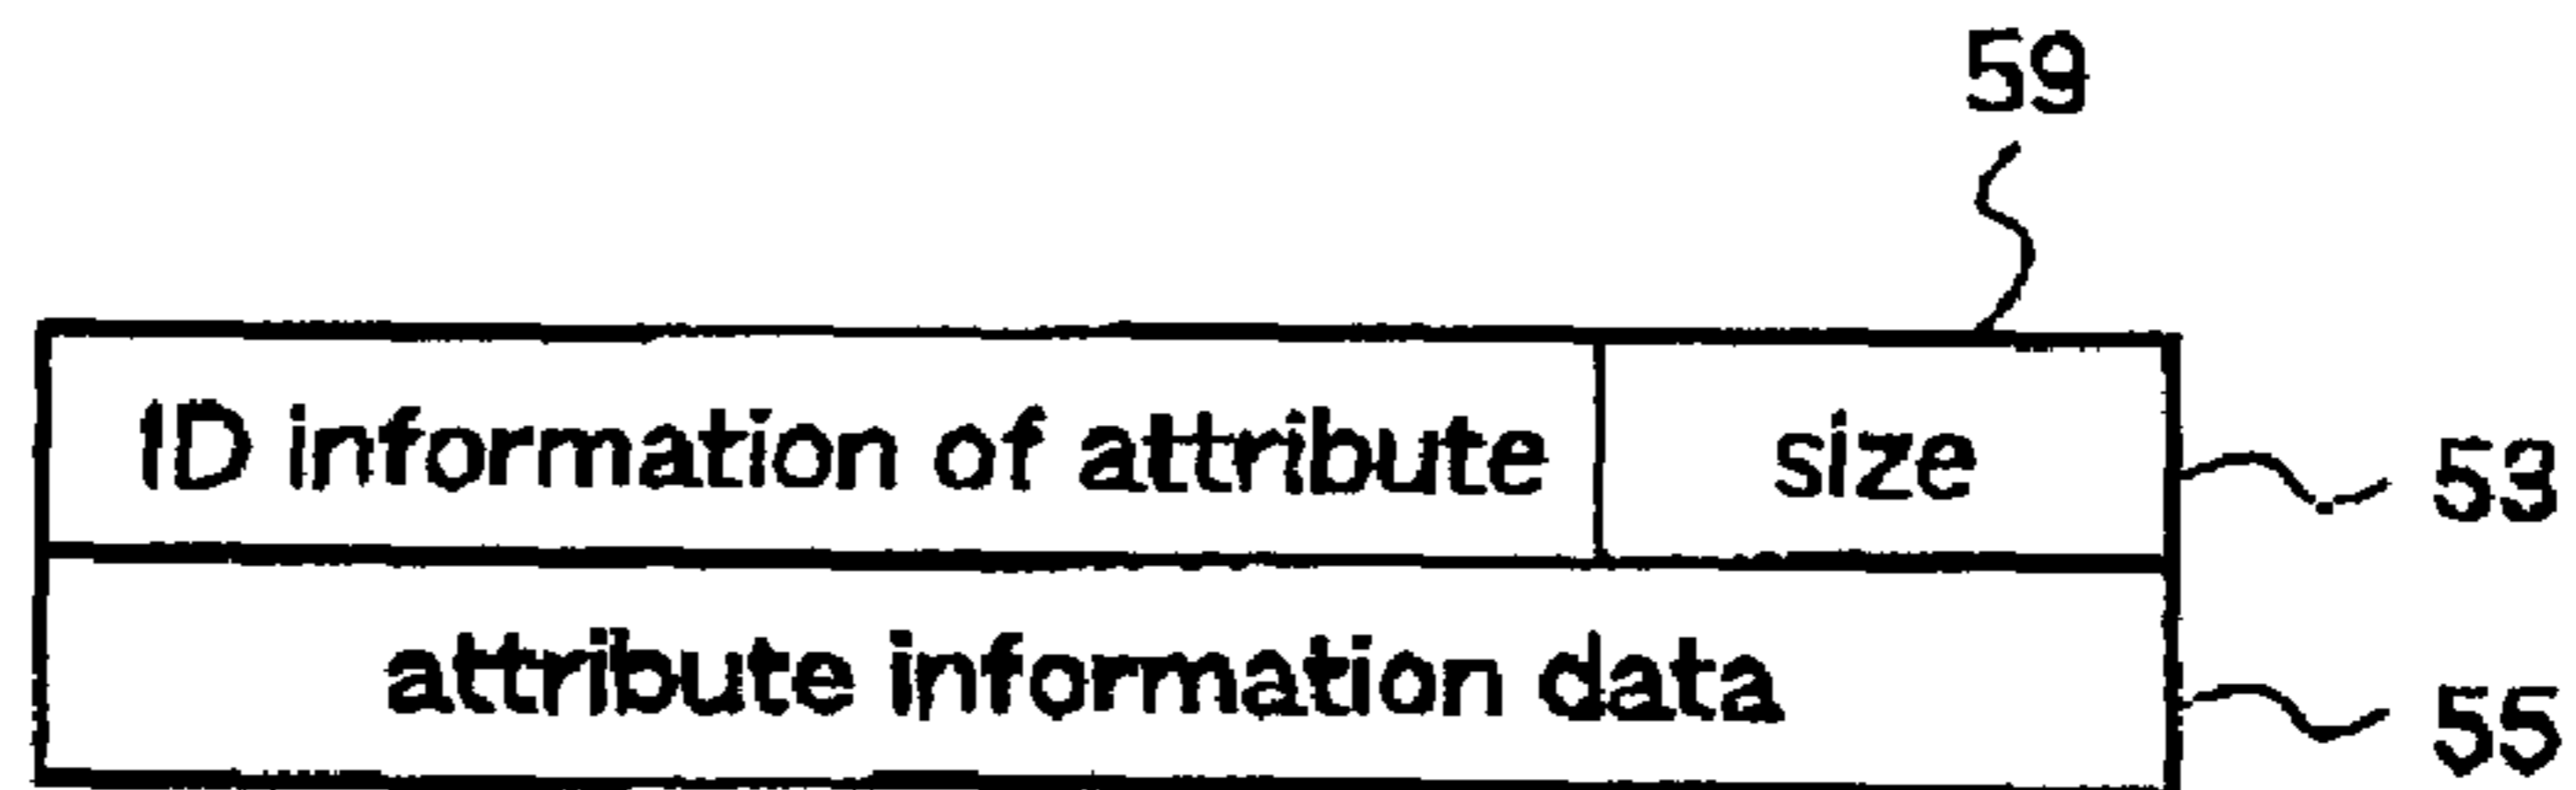 59
ID information of attribute size 53
attribute information data 55